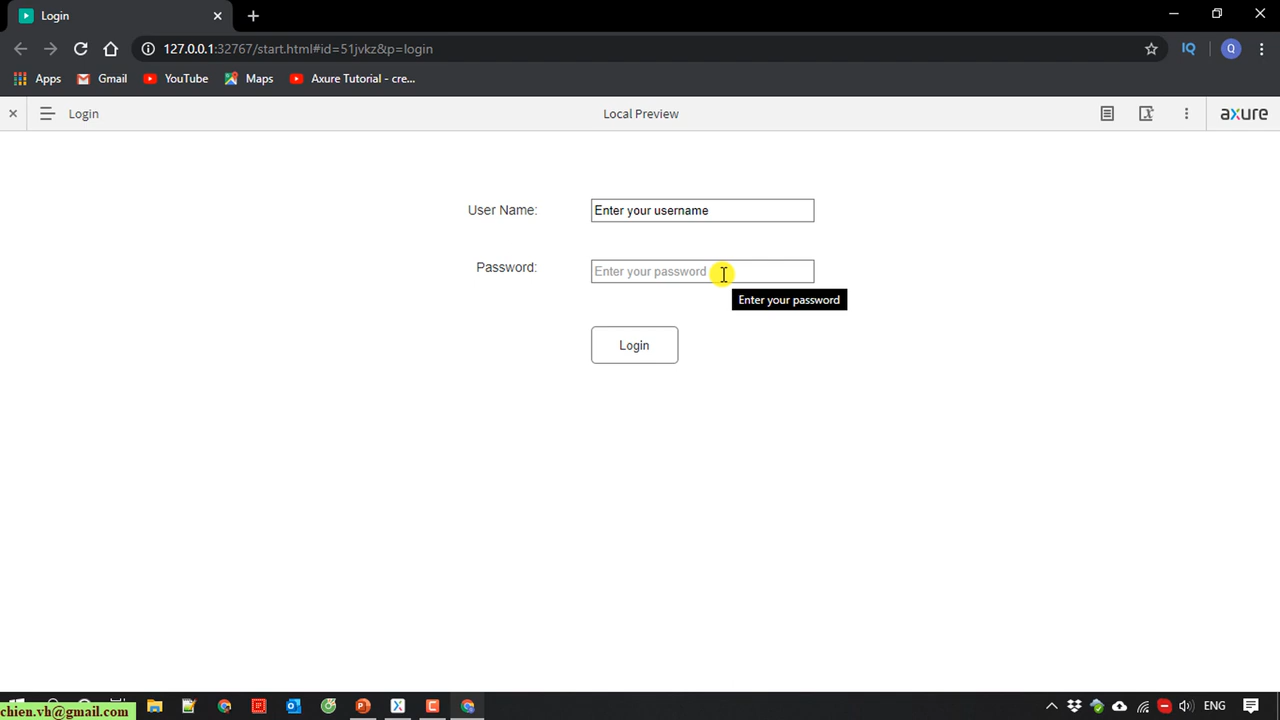 Login
127.0.0.1:32767/start.html#id=51jvkz&p=login
IQ
Q
Apps
Gmail
YouTube
Maps
Axure Tutorial - cre...
Login
Local Preview
axure
User Name:
Enter your username
Password:
Enter your password
Enter your password
Login
chien.vh@gmail.com
ENG